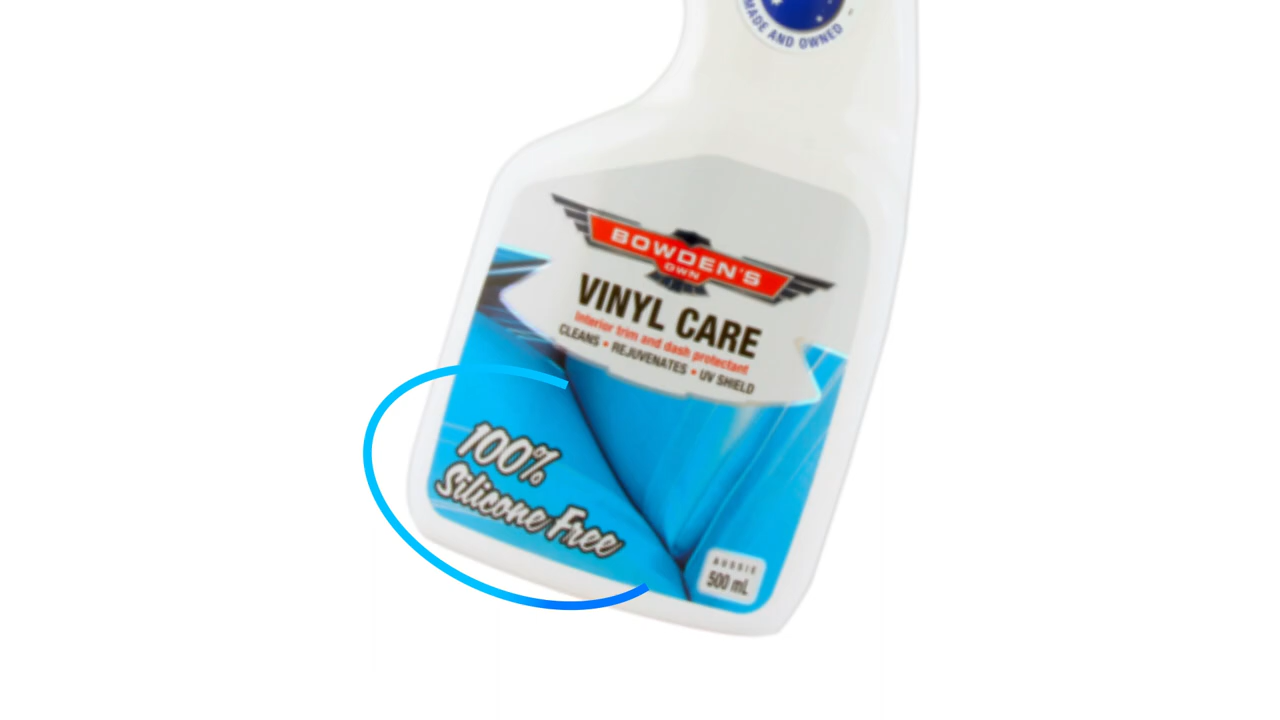 MADE AND OWNED
BOWDEN'S
OWN
VINYL CARE
Interior trim and dash protectant
CLEANS • REJUVENATES • UV SHIELD
100%
Silicone Free
AUSSIE
500 mL